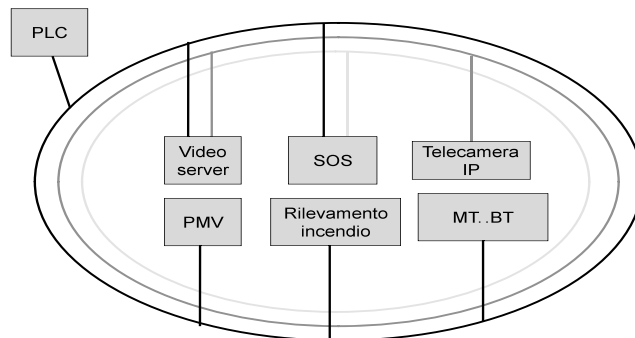 PLC
Video
server
SOS
Telecamera
IP
PMV
Rilevamento
incendio
MT. .BT